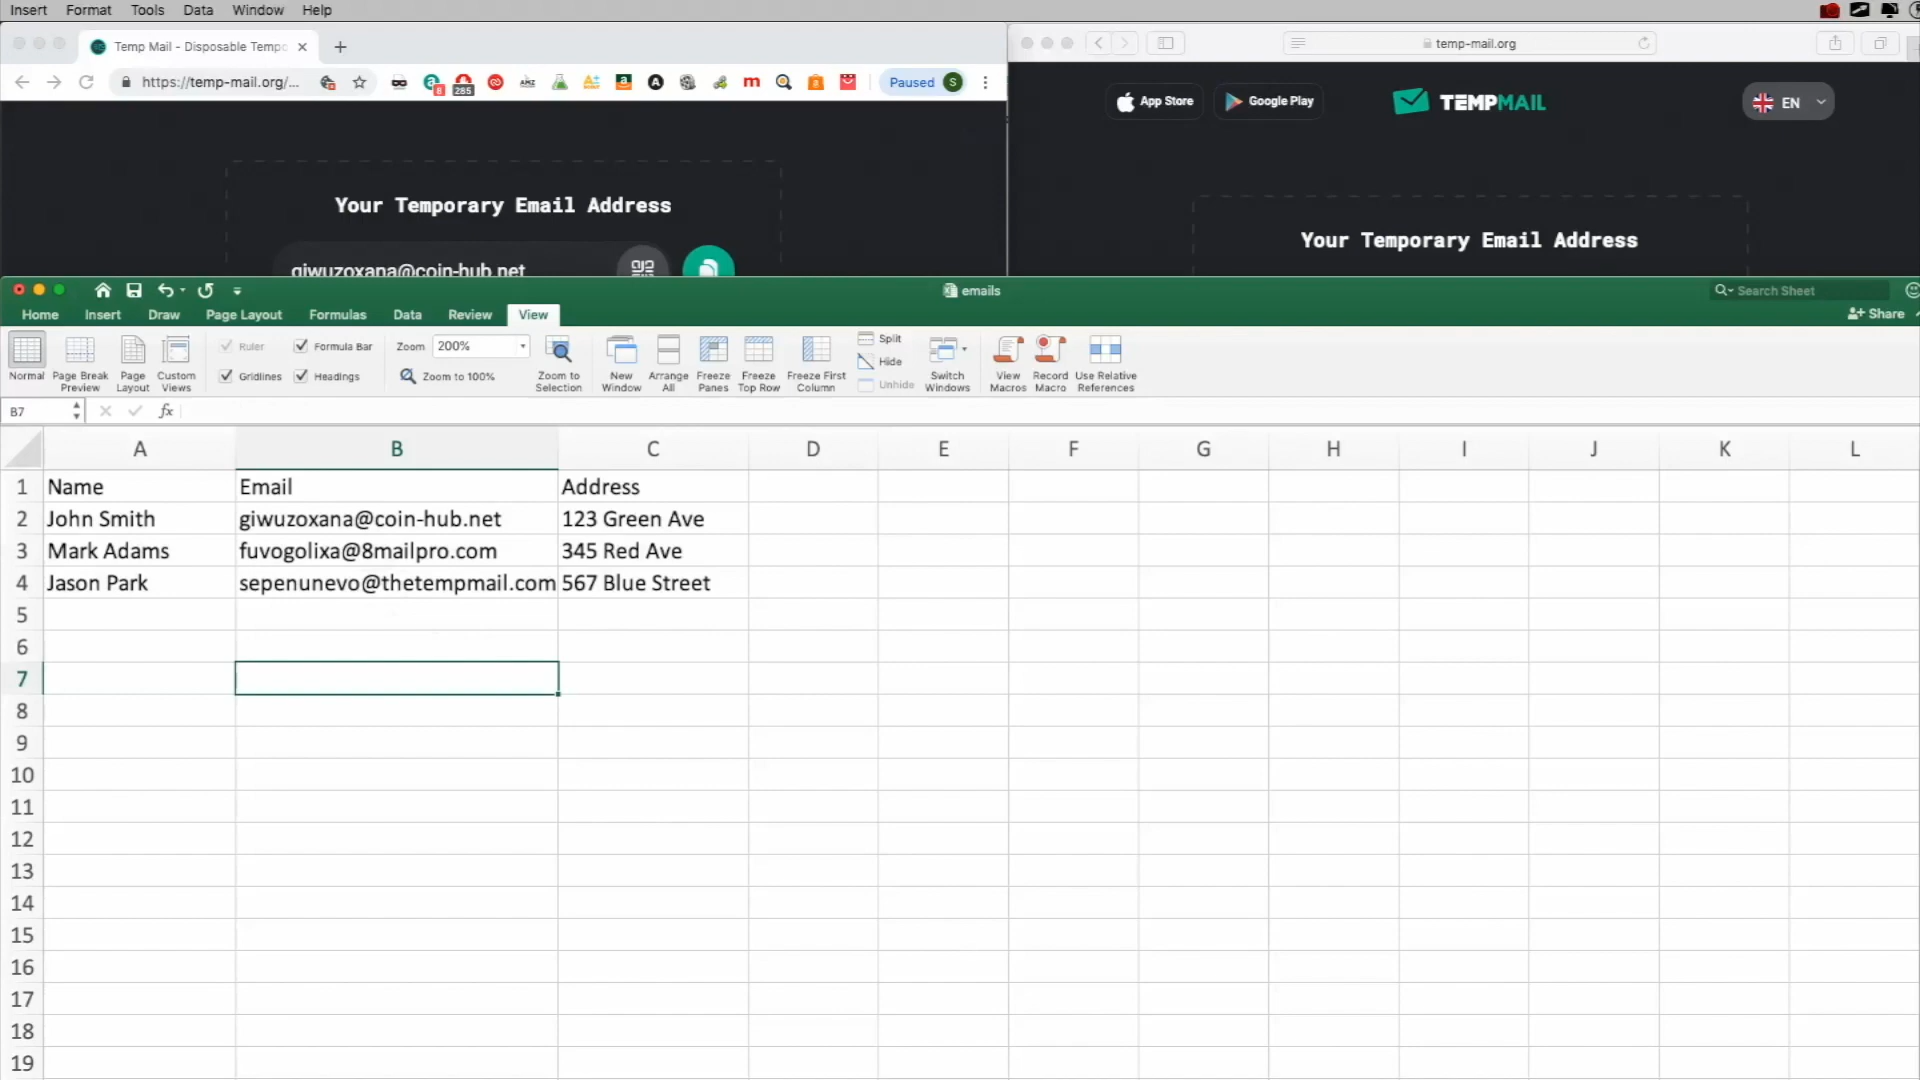 Insert Format Tools Data Window Help
Temp Mail - Disposable Tempo
https://temp-mail.org/...
8
285
Paused S
temp-mail.org
App Store Google Play TEMPMAIL EN
Your Temporary Email Address
giwuzoxana@coin-hub.net
Your Temporary Email Address
emails
Search Sheet
Home Insert Draw Page Layout Formulas Data Review View
Share
Normal
Page Break Preview
Page Layout
Custom Views
Ruler
Formula Bar
Gridlines
Headings
Zoom 200%
Zoom to 100%
Zoom to Selection
New Window
Arrange All
Freeze Panes
Freeze Top Row
Freeze First Column
Split
Hide
Unhide
Switch Windows
View Macros
Record Macro
Use Relative References
B7 fx
A B C D E F G H I J K L
1 Name Email Address
2 John Smith giwuzoxana@coin-hub.net 123 Green Ave
3 Mark Adams fuvogolixa@8mailpro.com 345 Red Ave
4 Jason Park sepenunevo@thetempmail.com 567 Blue Street
5
6
7
8
9
10
11
12
13
14
15
16
17
18
19